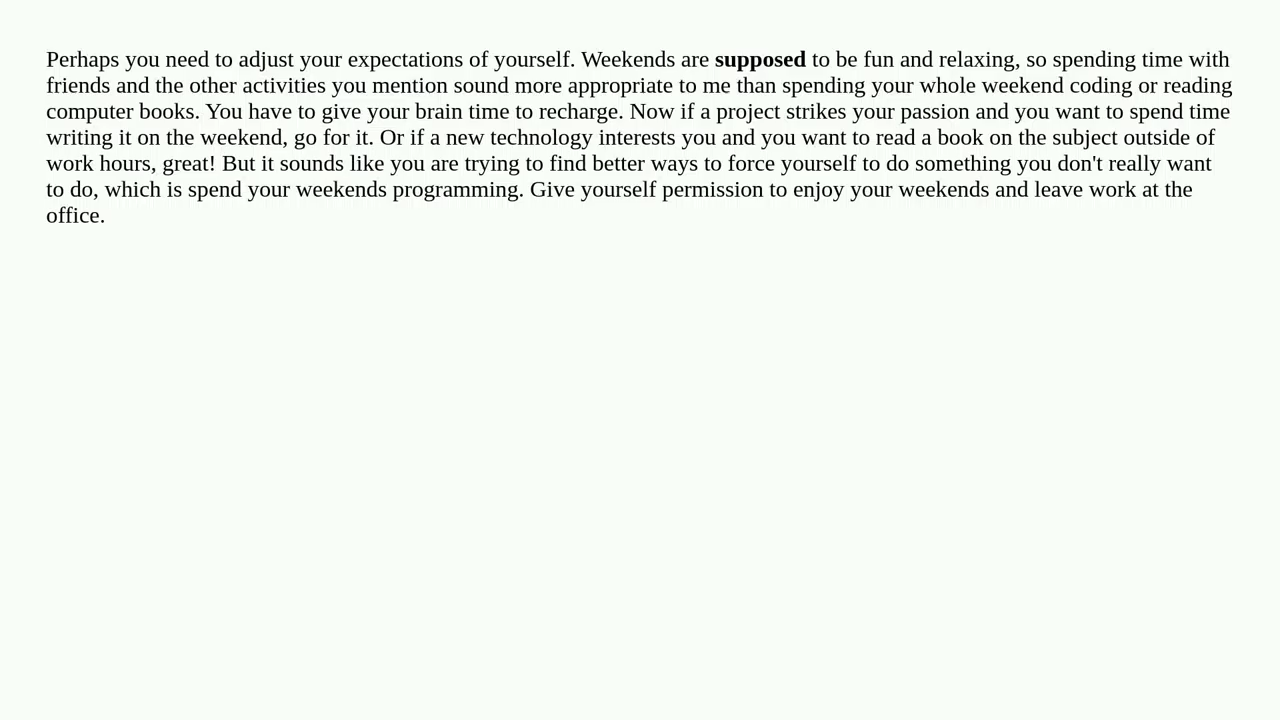 Perhaps you need to adjust your expectations of yourself. Weekends are supposed to be fun and relaxing, so spending time with
friends and the other activities you mention sound more appropriate to me than spending your whole weekend coding or reading
computer books. You have to give your brain time to recharge. Now if a project strikes your passion and you want to spend time
writing it on the weekend, go for it. Or if a new technology interests you and you want to read a book on the subject outside of
work hours, great! But it sounds like you are trying to find better ways to force yourself to do something you don't really want
to do, which is spend your weekends programming. Give yourself permission to enjoy your weekends and leave work at the
office.